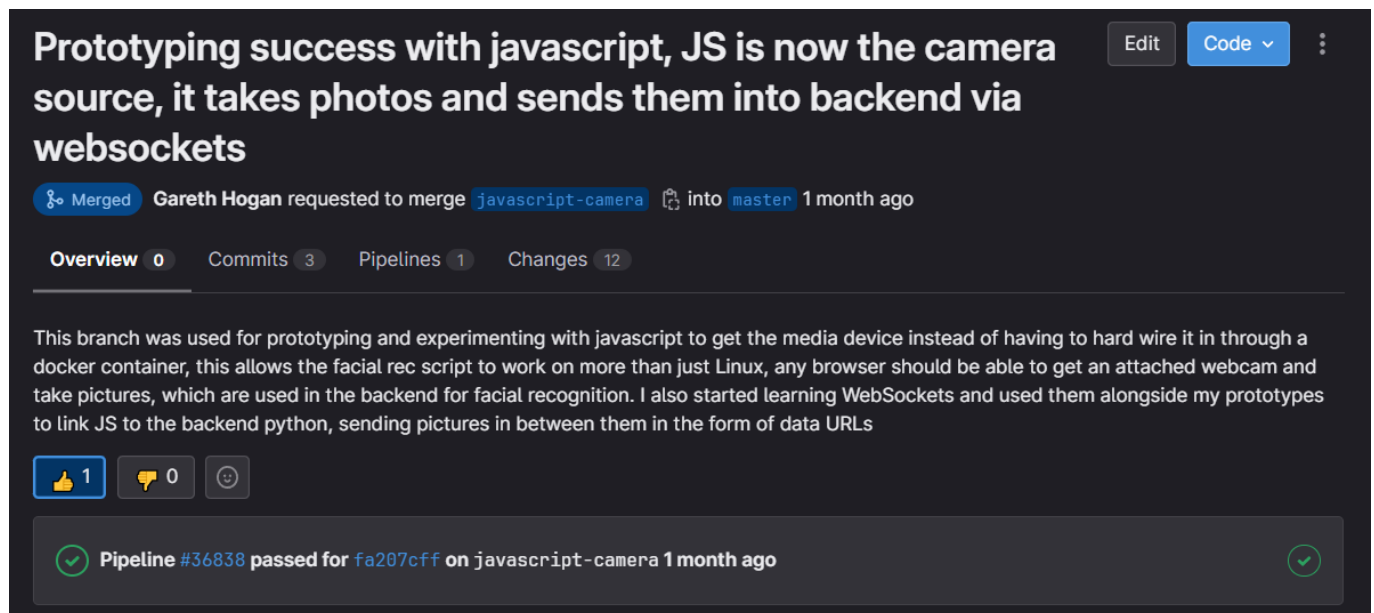 Prototyping success with javascript, JS is now the camera
source, it takes photos and sends them into backend via
websockets
Edit
Code
Merged Gareth Hogan requested to merge javascript-camera into master 1 month ago
Overview 0 Commits 3 Pipelines 1 Changes 12
This branch was used for prototyping and experimenting with javascript to get the media device instead of having to hard wire it in through a
docker container, this allows the facial rec script to work on more than just Linux, any browser should be able to get an attached webcam and
take pictures, which are used in the backend for facial recognition. I also started learning WebSockets and used them alongside my prototypes
to link JS to the backend python, sending pictures in between them in the form of data URLs
1 0
Pipeline #36838 passed for fa207cff on javascript-camera 1 month ago